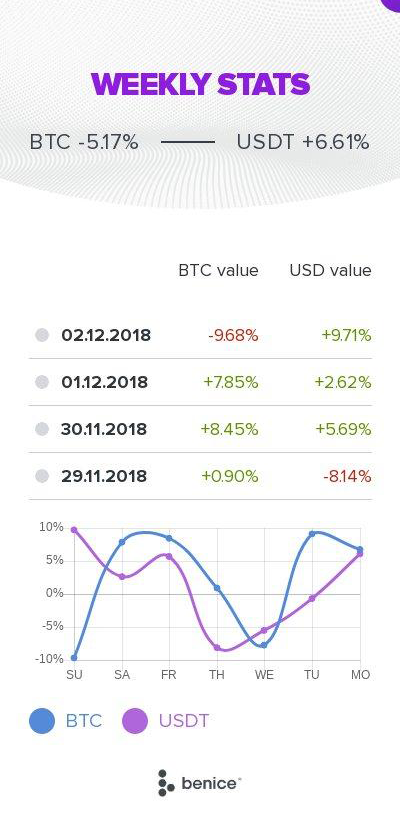 WEEKLY STATS
BTC -5.17% USDT +6.61%
BTC value USD value
02.12.2018 -9.68% +9.71%
01.12.2018 +7.85% +2.62%
30.11.2018 +8.45% +5.69%
29.11.2018 +0.90% -8.14%
10%
5%
0%
-5%
-10%
SU SA FR TH WE TU MO
BTC USDT
benice